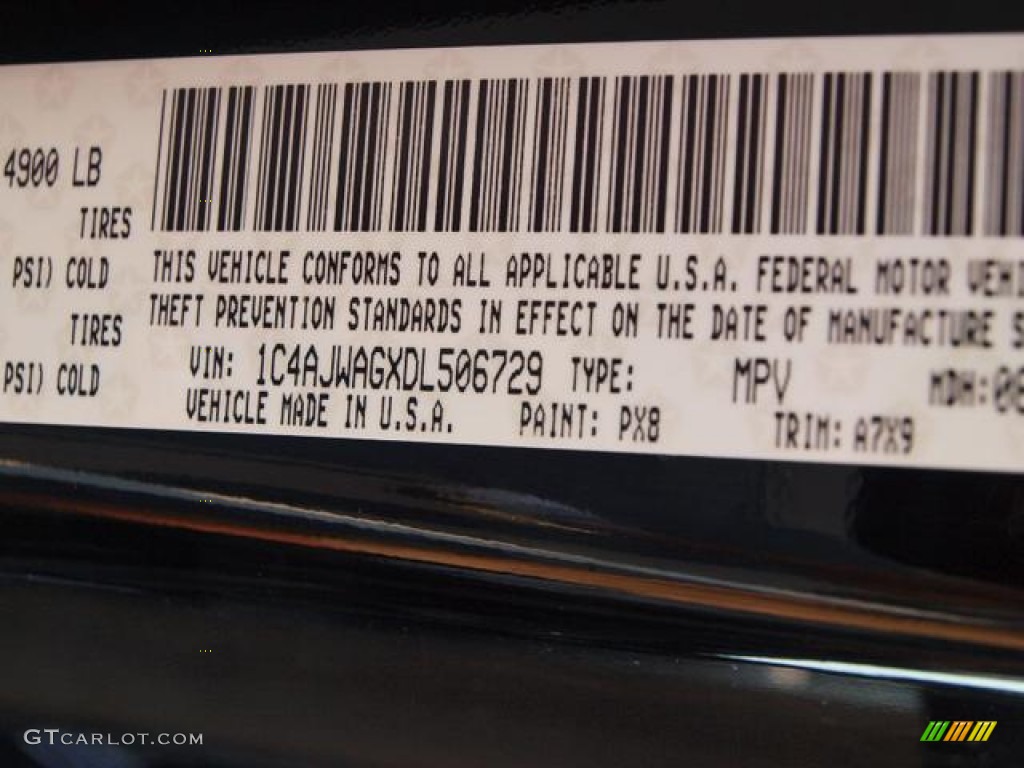 4900 LB
TIRES
PSI) COLD
TIRES
PSI) COLD
THIS VEHICLE CONFORMS TO ALL APPLICABLE U.S.A. FEDERAL MOTOR VEHI
THEFT PREVENTION STANDARDS IN EFFECT ON THE DATE OF MANUFACTURE S
VIN: 1C4AJWAGXDL506729 TYPE: MPV MDH:
VEHICLE MADE IN U.S.A. PAINT: PX8 TRIM: A7X9
GTCARLOT.COM